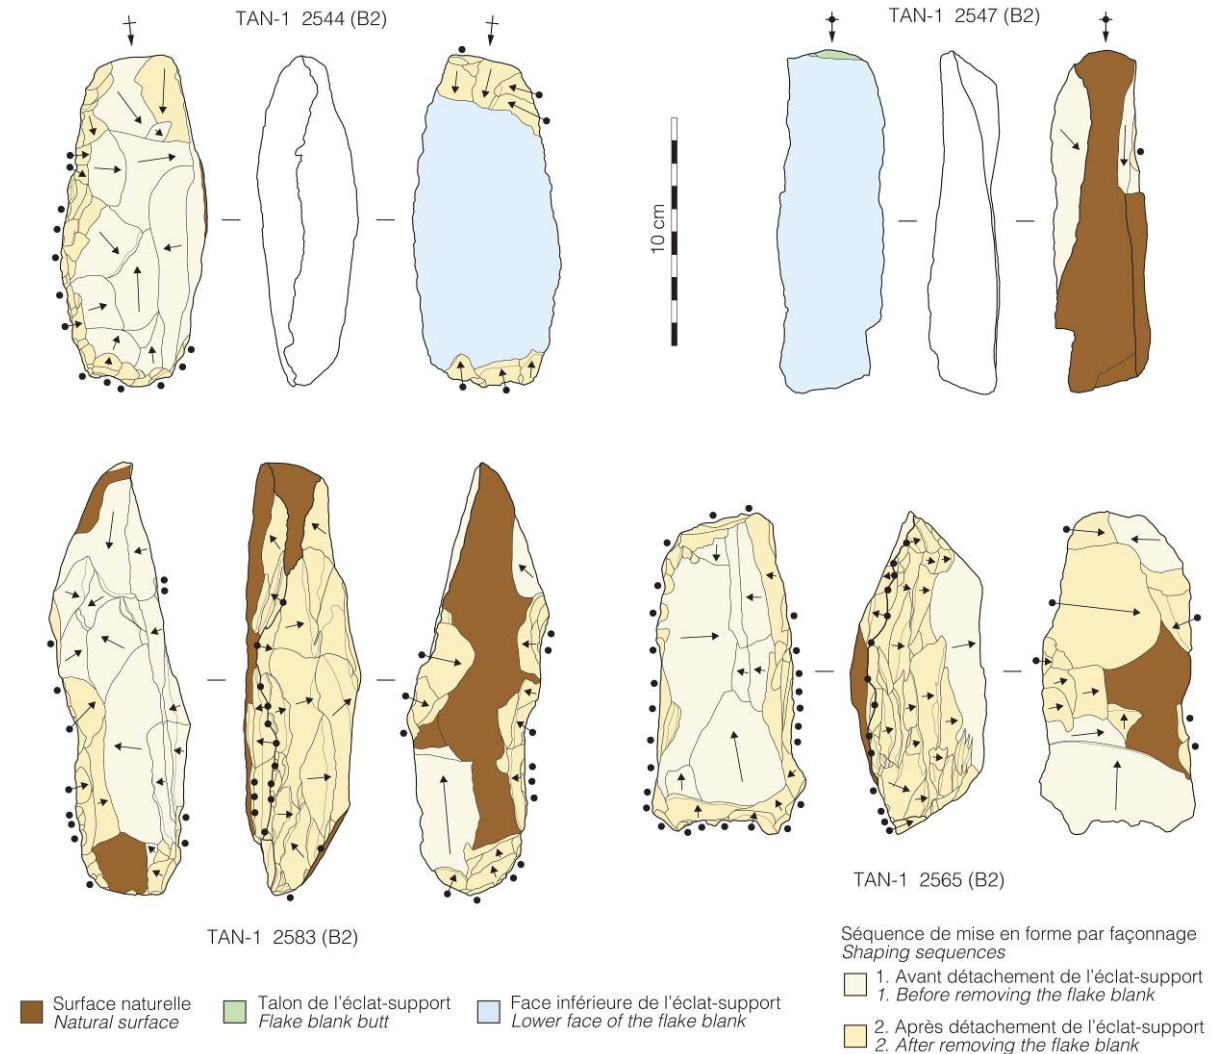 TAN-1 2544 (B2)
TAN-1 2547 (B2)
10 cm
TAN-1 2565 (B2)
TAN-1 2583 (B2)
Séquence de mise en forme par façonnage
Shaping sequences
1. Avant détachement de l'éclat-support
1. Before removing the flake blank
2. Après détachement de l'éclat-support
2. After removing the flake blank
Surface naturelle
Natural surface
Talon de l'éclat-support
Flake blank butt
Face inférieure de l'éclat-support
Lower face of the flake blank